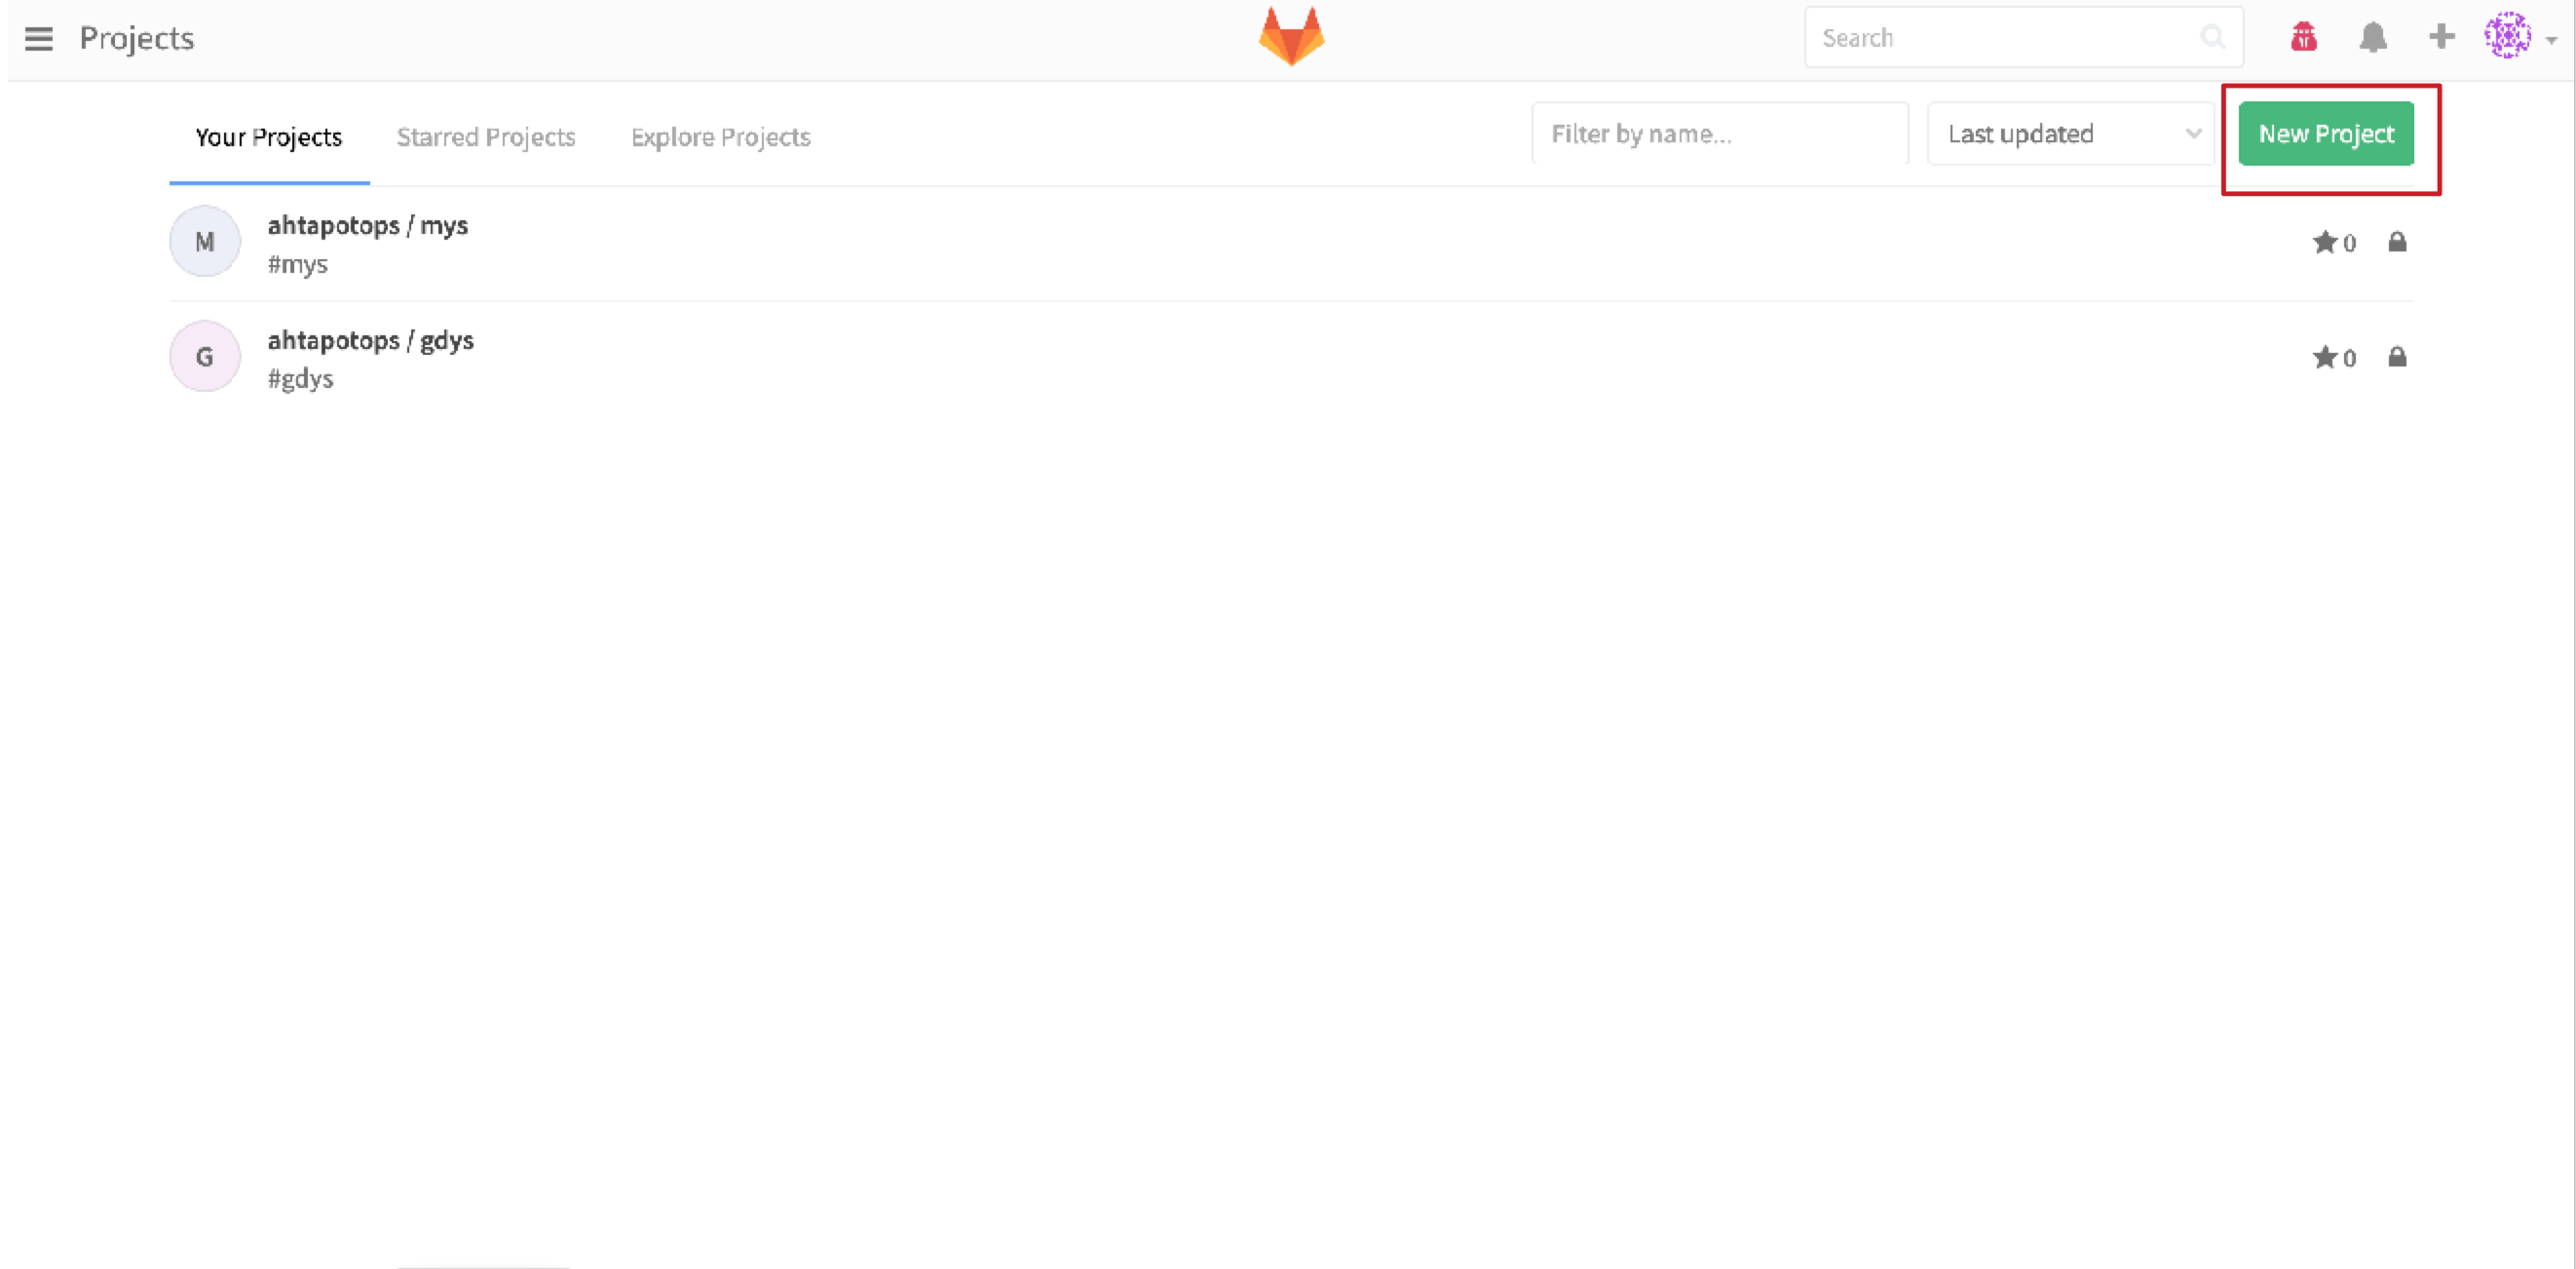 Projects
Search
Your Projects Starred Projects Explore Projects
Filter by name...
Last updated
New Project
M
ahtapotops / mys
#mys
0
G
ahtapotops / gdys
#gdys
0